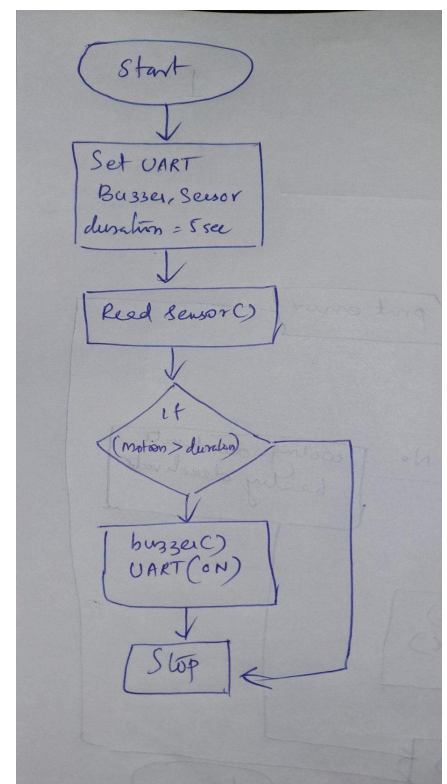 Start
Set UART
Buzzer, Sensor
duration = 5 sec
Read Sensor()
if
(motion > duration)
buzzer()
UART(ON)
Stop